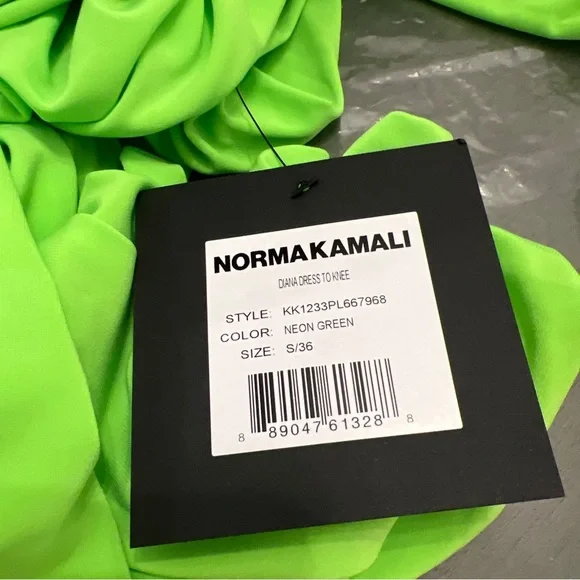 NORMAKAMALI
DIANA DRESS TO KNEE
STYLE: KK1233PL667968
COLOR: NEON GREEN
SIZE: S/36
8 89047 61328 8